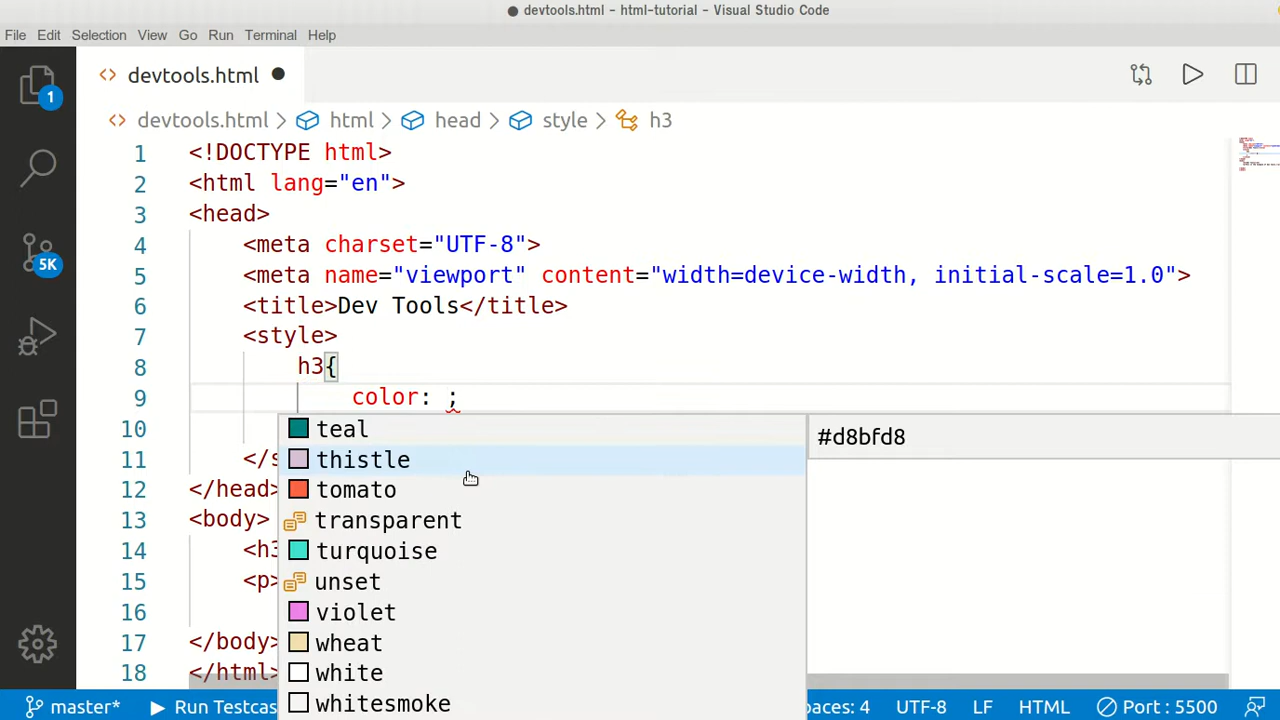 ● devtools.html - html-tutorial - Visual Studio Code
File Edit Selection View Go Run Terminal Help
1
<> devtools.html ●
<> devtools.html > html > head > style > h3
1 <!DOCTYPE html>
2 <html lang="en">
3 <head>
4 <meta charset="UTF-8">
5 <meta name="viewport" content="width=device-width, initial-scale=1.0">
5K
6 <title>Dev Tools</title>
7 <style>
8 h3{
9 color: ;
10
11 </s
12 </head>
13 <body>
14 <h3
15 <p>
16
17 </body>
18 </html>
teal
thistle
tomato
transparent
turquoise
unset
violet
wheat
white
whitesmoke
#d8bfd8
master* Run Testcas paces: 4 UTF-8 LF HTML Port : 5500